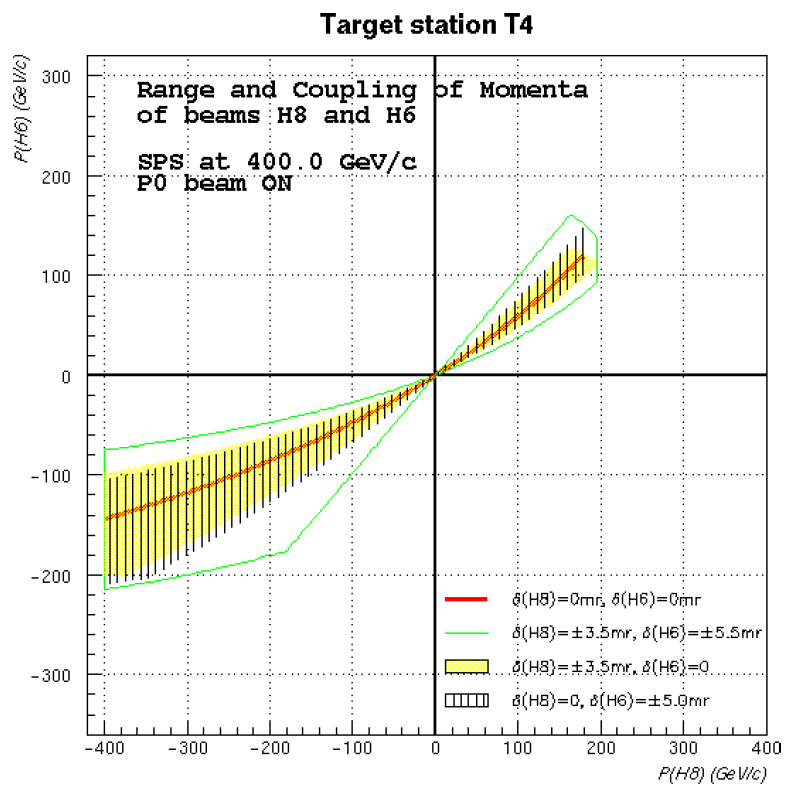 Target station T4
P(H6) (GeV/c)
300
200
100
0
-100
-200
-300
Range and Coupling of Momenta
of beams H8 and H6
SPS at 400.0 GeV/c
P0 beam ON
δ(H8)=0mr, δ(H6)=0mr
δ(H8)=±3.5mr, δ(H6)=±5.5mr
δ(H8)=±3.5mr, δ(H6)=0
δ(H8)=0, δ(H6)=±5.0mr
-400 -300 -200 -100 0 100 200 300 400
P(H8) (GeV/c)